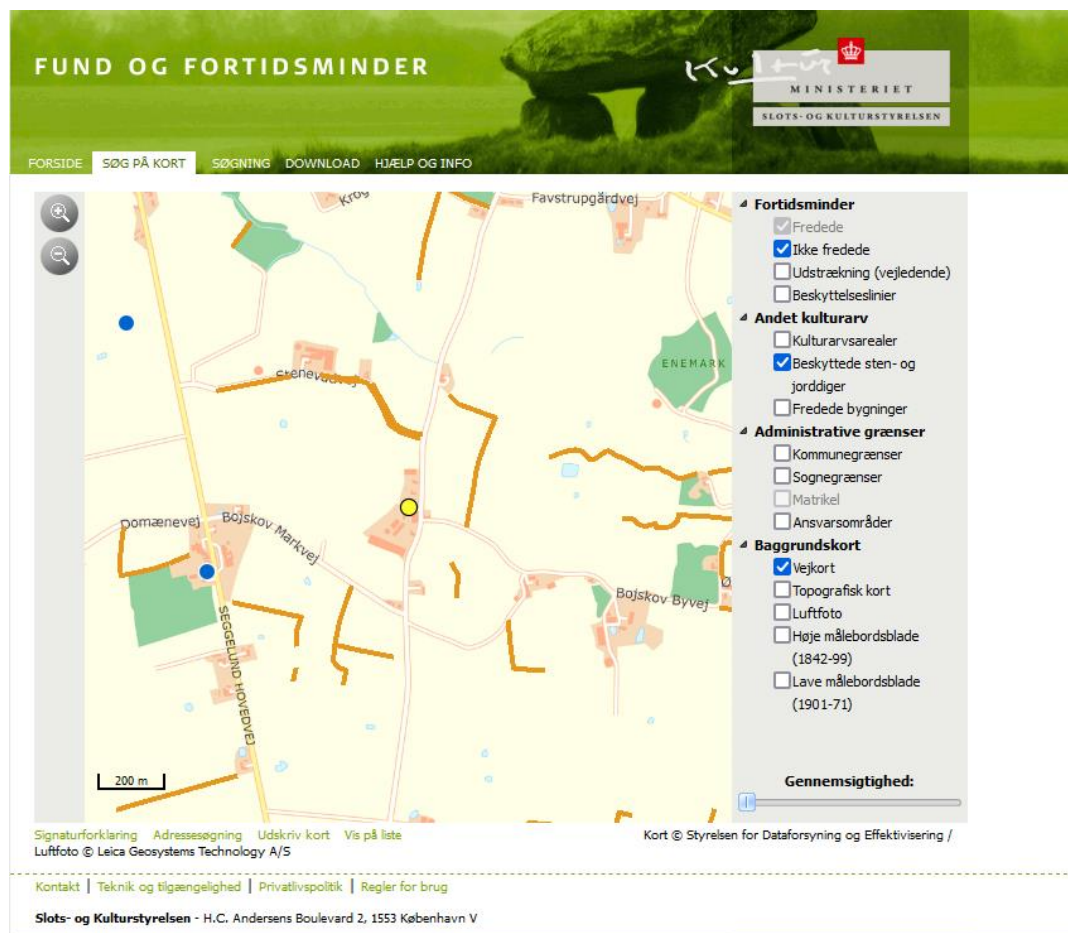 FUND OG FORTIDSMINDER
Kultur
MINISTERIET
SLOTS- OG KULTURSTYRELSEN
FORSIDE SØG PÅ KORT SØGNING DOWNLOAD HJÆLP OG INFO
Krog
Favstrupgårdvej
ENEMARK
Stenevadvej
Domænevej
Bojskov Markvej
Bojskov Byvej
SEGGELUND HOVEDVEJ
200 m
Fortidsminder
Fredede
Ikke fredede
Udstrækning (vejledende)
Beskyttelseslinier
Andet kulturarv
Kulturarvsarealer
Beskyttede sten- og
jorddiger
Fredede bygninger
Administrative grænser
Kommunegrænser
Sognegrænser
Matrikel
Ansvarsområder
Baggrundskort
Vejkort
Topografisk kort
Luftfoto
Høje målebordsblade
(1842-99)
Lave målebordsblade
(1901-71)
Gennemsigtighed:
Signaturforklaring Adressesøgning Udskriv kort Vis på liste
Kort © Styrelsen for Dataforsyning og Effektivisering /
Luftfoto © Leica Geosystems Technology A/S
Kontakt | Teknik og tilgængelighed | Privatlivspolitik | Regler for brug
Slots- og Kulturstyrelsen - H.C. Andersens Boulevard 2, 1553 København V